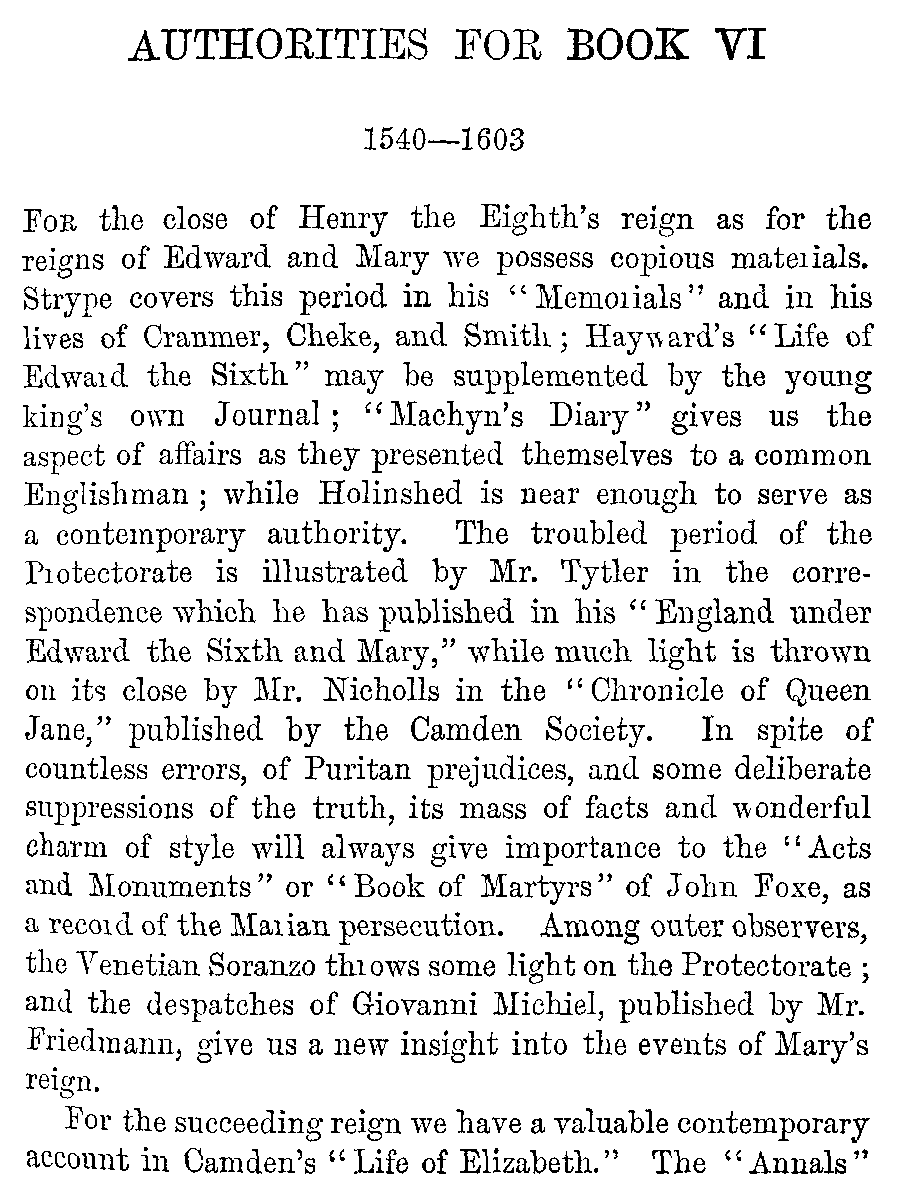 AUTHORITIES FOR BOOK VI
1540—1603
FOR the close of Henry the Eighth's reign as for the
reigns of Edward and Mary we possess copious materials.
Strype covers this period in his "Memorials" and in his
lives of Cranmer, Cheke, and Smith; Hayward's "Life of
Edward the Sixth" may be supplemented by the young
king's own Journal; "Machyn's Diary" gives us the
aspect of affairs as they presented themselves to a common
Englishman; while Holinshed is near enough to serve as
a contemporary authority. The troubled period of the
Protectorate is illustrated by Mr. Tytler in the corre-
spondence which he has published in his "England under
Edward the Sixth and Mary," while much light is thrown
on its close by Mr. Nicholls in the "Chronicle of Queen
Jane," published by the Camden Society. In spite of
countless errors, of Puritan prejudices, and some deliberate
suppressions of the truth, its mass of facts and wonderful
charm of style will always give importance to the "Acts
and Monuments" or "Book of Martyrs" of John Foxe, as
a record of the Marian persecution. Among outer observers,
the Venetian Soranzo throws some light on the Protectorate;
and the despatches of Giovanni Michiel, published by Mr.
Friedmann, give us a new insight into the events of Mary's
reign.
For the succeeding reign we have a valuable contemporary
account in Camden's "Life of Elizabeth." The "Annals"